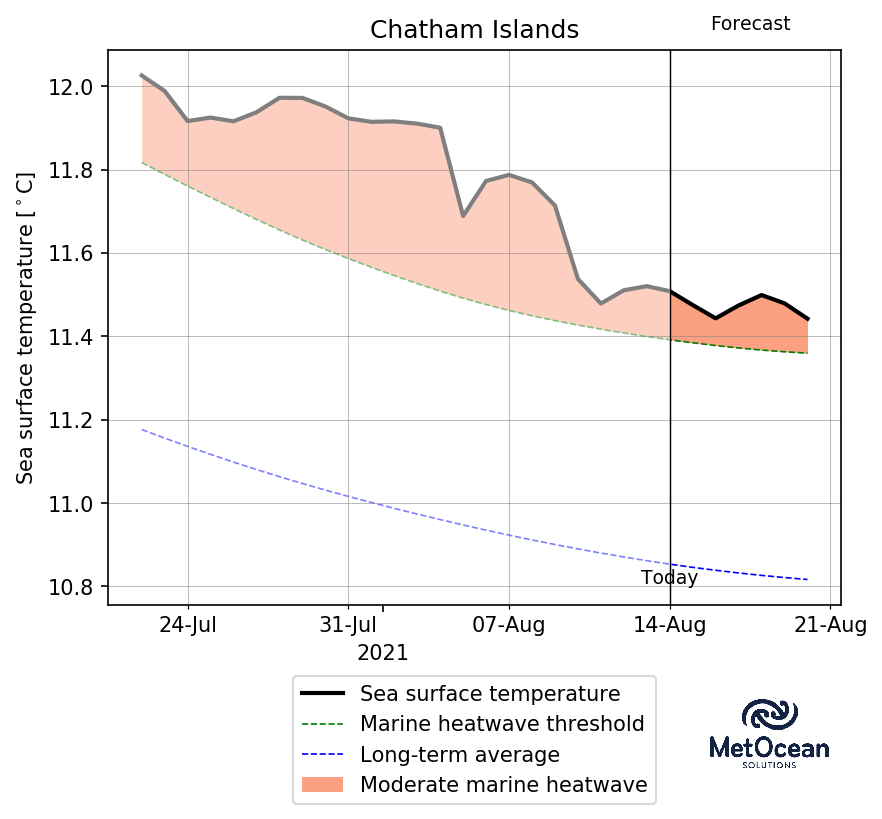 Chatham Islands
Forecast
Sea surface temperature [°C]
12.0
11.8
11.6
11.4
11.2
11.0
10.8
Today
24-Jul
31-Jul
07-Aug
14-Aug
21-Aug
2021
Sea surface temperature
Marine heatwave threshold
Long-term average
Moderate marine heatwave
MetOcean
SOLUTIONS